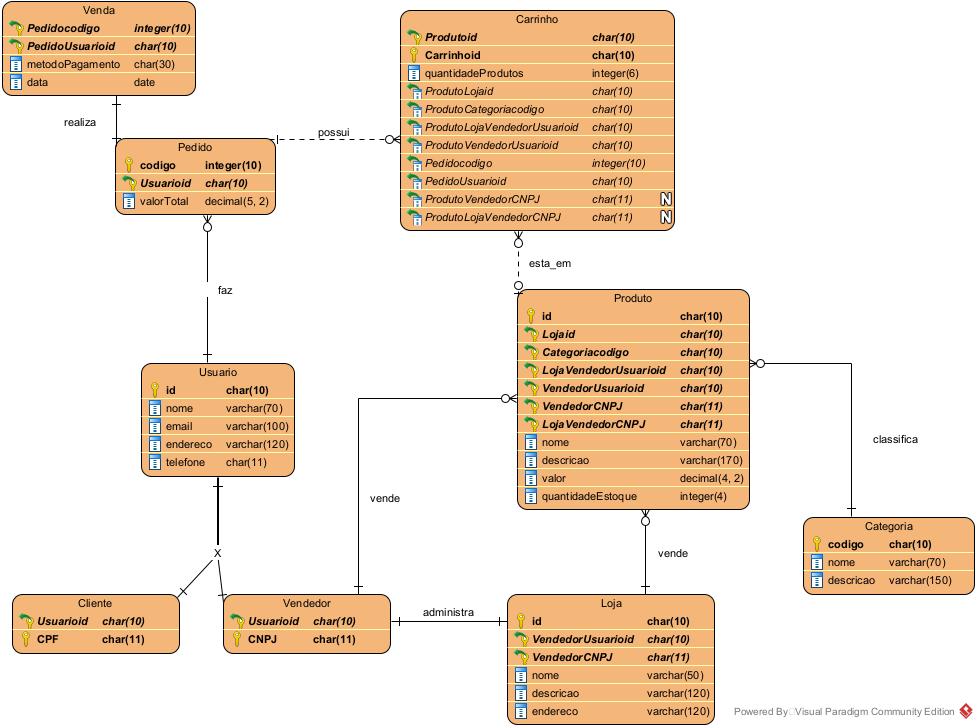 Venda
Pedidocodigo integer(10)
PedidoUsuarioid char(10)
metodoPagamento char(30)
data date
realiza
Pedido
codigo integer(10)
Usuarioid char(10)
valorTotal decimal(5, 2)
possui
Carrinho
Produtoid char(10)
Carrinhoid char(10)
quantidadeProdutos integer(6)
ProdutoLojaid char(10)
ProdutoCategoriacodigo char(10)
ProdutoLojaVendedorUsuarioid char(10)
ProdutoVendedorUsuarioid char(10)
Pedidocodigo integer(10)
PedidoUsuarioid char(10)
ProdutoVendedorCNPJ char(11) N
ProdutoLojaVendedorCNPJ char(11) N
esta_em
faz
Produto
id char(10)
Lojaid char(10)
Categoriacodigo char(10)
LojaVendedorUsuarioid char(10)
VendedorUsuarioid char(10)
VendedorCNPJ char(11)
LojaVendedorCNPJ char(11)
nome varchar(70)
descricao varchar(170)
valor decimal(4, 2)
quantidadeEstoque integer(4)
Usuario
id char(10)
nome varchar(70)
email varchar(100)
endereco varchar(120)
telefone char(11)
classifica
vende
Categoria
codigo char(10)
nome varchar(70)
descricao varchar(150)
X
vende
Cliente
Usuarioid char(10)
CPF char(11)
Vendedor
Usuarioid char(10)
CNPJ char(11)
administra
Loja
id char(10)
VendedorUsuarioid char(10)
VendedorCNPJ char(11)
nome varchar(50)
descricao varchar(120)
endereco varchar(120)
Powered By Visual Paradigm Community Edition